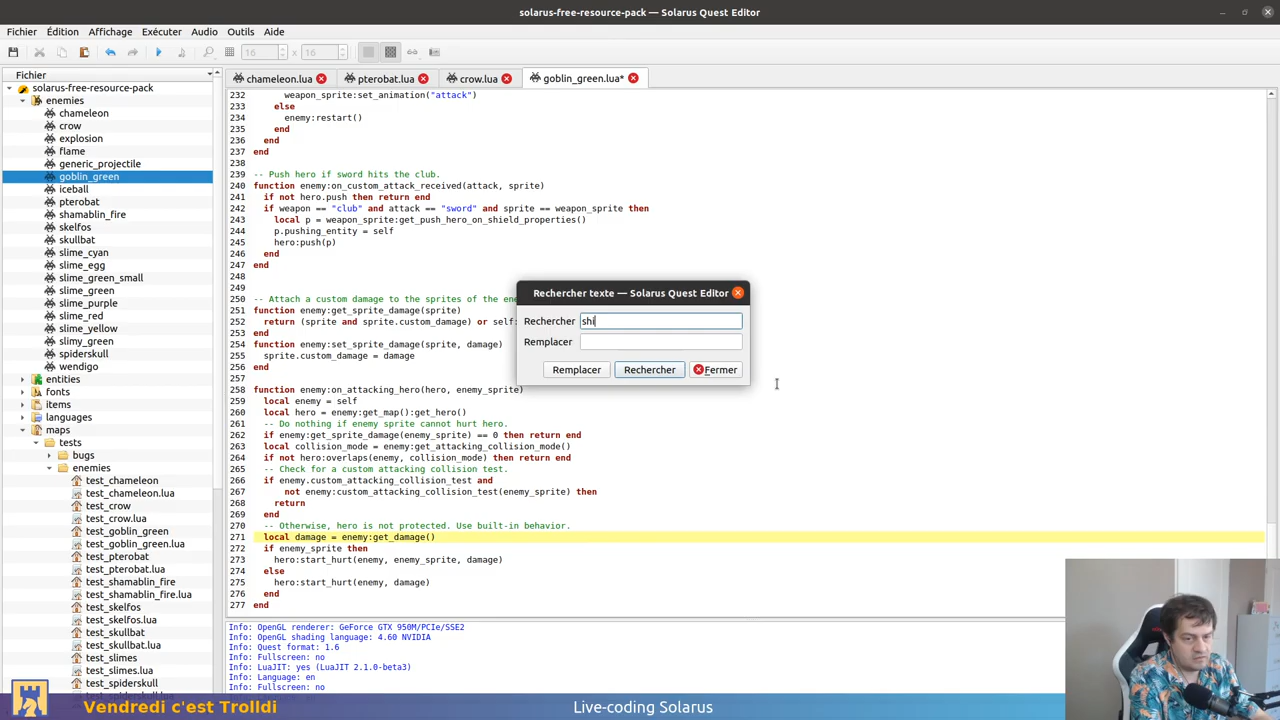 solarus-free-resource-pack — Solarus Quest Editor
Fichier Édition Affichage Exécuter Audio Outils Aide
16 x 16
Fichier
solarus-free-resource-pack
enemies
chameleon
crow
explosion
flame
generic_projectile
goblin_green
iceball
pterobat
shamablin_fire
skelfos
skullbat
slime_cyan
slime_egg
slime_green_small
slime_green
slime_purple
slime_red
slime_yellow
slimy_green
spiderskull
wendigo
entities
fonts
items
languages
maps
tests
bugs
enemies
test_chameleon
test_chameleon.lua
test_crow
test_crow.lua
test_goblin_green
test_goblin_green.lua
test_pterobat
test_pterobat.lua
test_shamablin_fire
test_shamablin_fire.lua
test_skelfos
test_skelfos.lua
test_skullbat
test_skullbat.lua
test_slimes
test_slimes.lua
test_spiderskull
chameleon.lua pterobat.lua crow.lua goblin_green.lua*
232 weapon_sprite:set_animation("attack")
233 else
234 enemy:restart()
235 end
236 end
237 end
238
239 -- Push hero if sword hits the club.
240 function enemy:on_custom_attack_received(attack, sprite)
241 if not hero.push then return end
242 if weapon == "club" and attack == "sword" and sprite == weapon_sprite then
243 local p = weapon_sprite:get_push_hero_on_shield_properties()
244 p.pushing_entity = self
245 hero:push(p)
246 end
247 end
248
249
250 -- Attach a custom damage to the sprites of the en
251 function enemy:get_sprite_damage(sprite)
252 return (sprite and sprite.custom_damage) or self:
253 end
254 function enemy:set_sprite_damage(sprite, damage)
255 sprite.custom_damage = damage
256 end
257
258 function enemy:on_attacking_hero(hero, enemy_sprite)
259 local enemy = self
260 local hero = enemy:get_map():get_hero()
261 -- Do nothing if enemy sprite cannot hurt hero.
262 if enemy:get_sprite_damage(enemy_sprite) == 0 then return end
263 local collision_mode = enemy:get_attacking_collision_mode()
264 if not hero:overlaps(enemy, collision_mode) then return end
265 -- Check for a custom attacking collision test.
266 if enemy.custom_attacking_collision_test and
267 not enemy:custom_attacking_collision_test(enemy_sprite) then
268 return
269 end
270 -- Otherwise, hero is not protected. Use built-in behavior.
271 local damage = enemy:get_damage()
272 if enemy_sprite then
273 hero:start_hurt(enemy, enemy_sprite, damage)
274 else
275 hero:start_hurt(enemy, damage)
276 end
277 end
Rechercher texte — Solarus Quest Editor
Rechercher shi
Remplacer
Remplacer Rechercher Fermer
Info: OpenGL renderer: GeForce GTX 950M/PCIe/SSE2
Info: OpenGL shading language: 4.60 NVIDIA
Info: Quest format: 1.6
Info: Fullscreen: no
Info: LuaJIT: yes (LuaJIT 2.1.0-beta3)
Info: Language: en
Info: Fullscreen: no
Vendredi c'est Trolldi
Live-coding Solarus